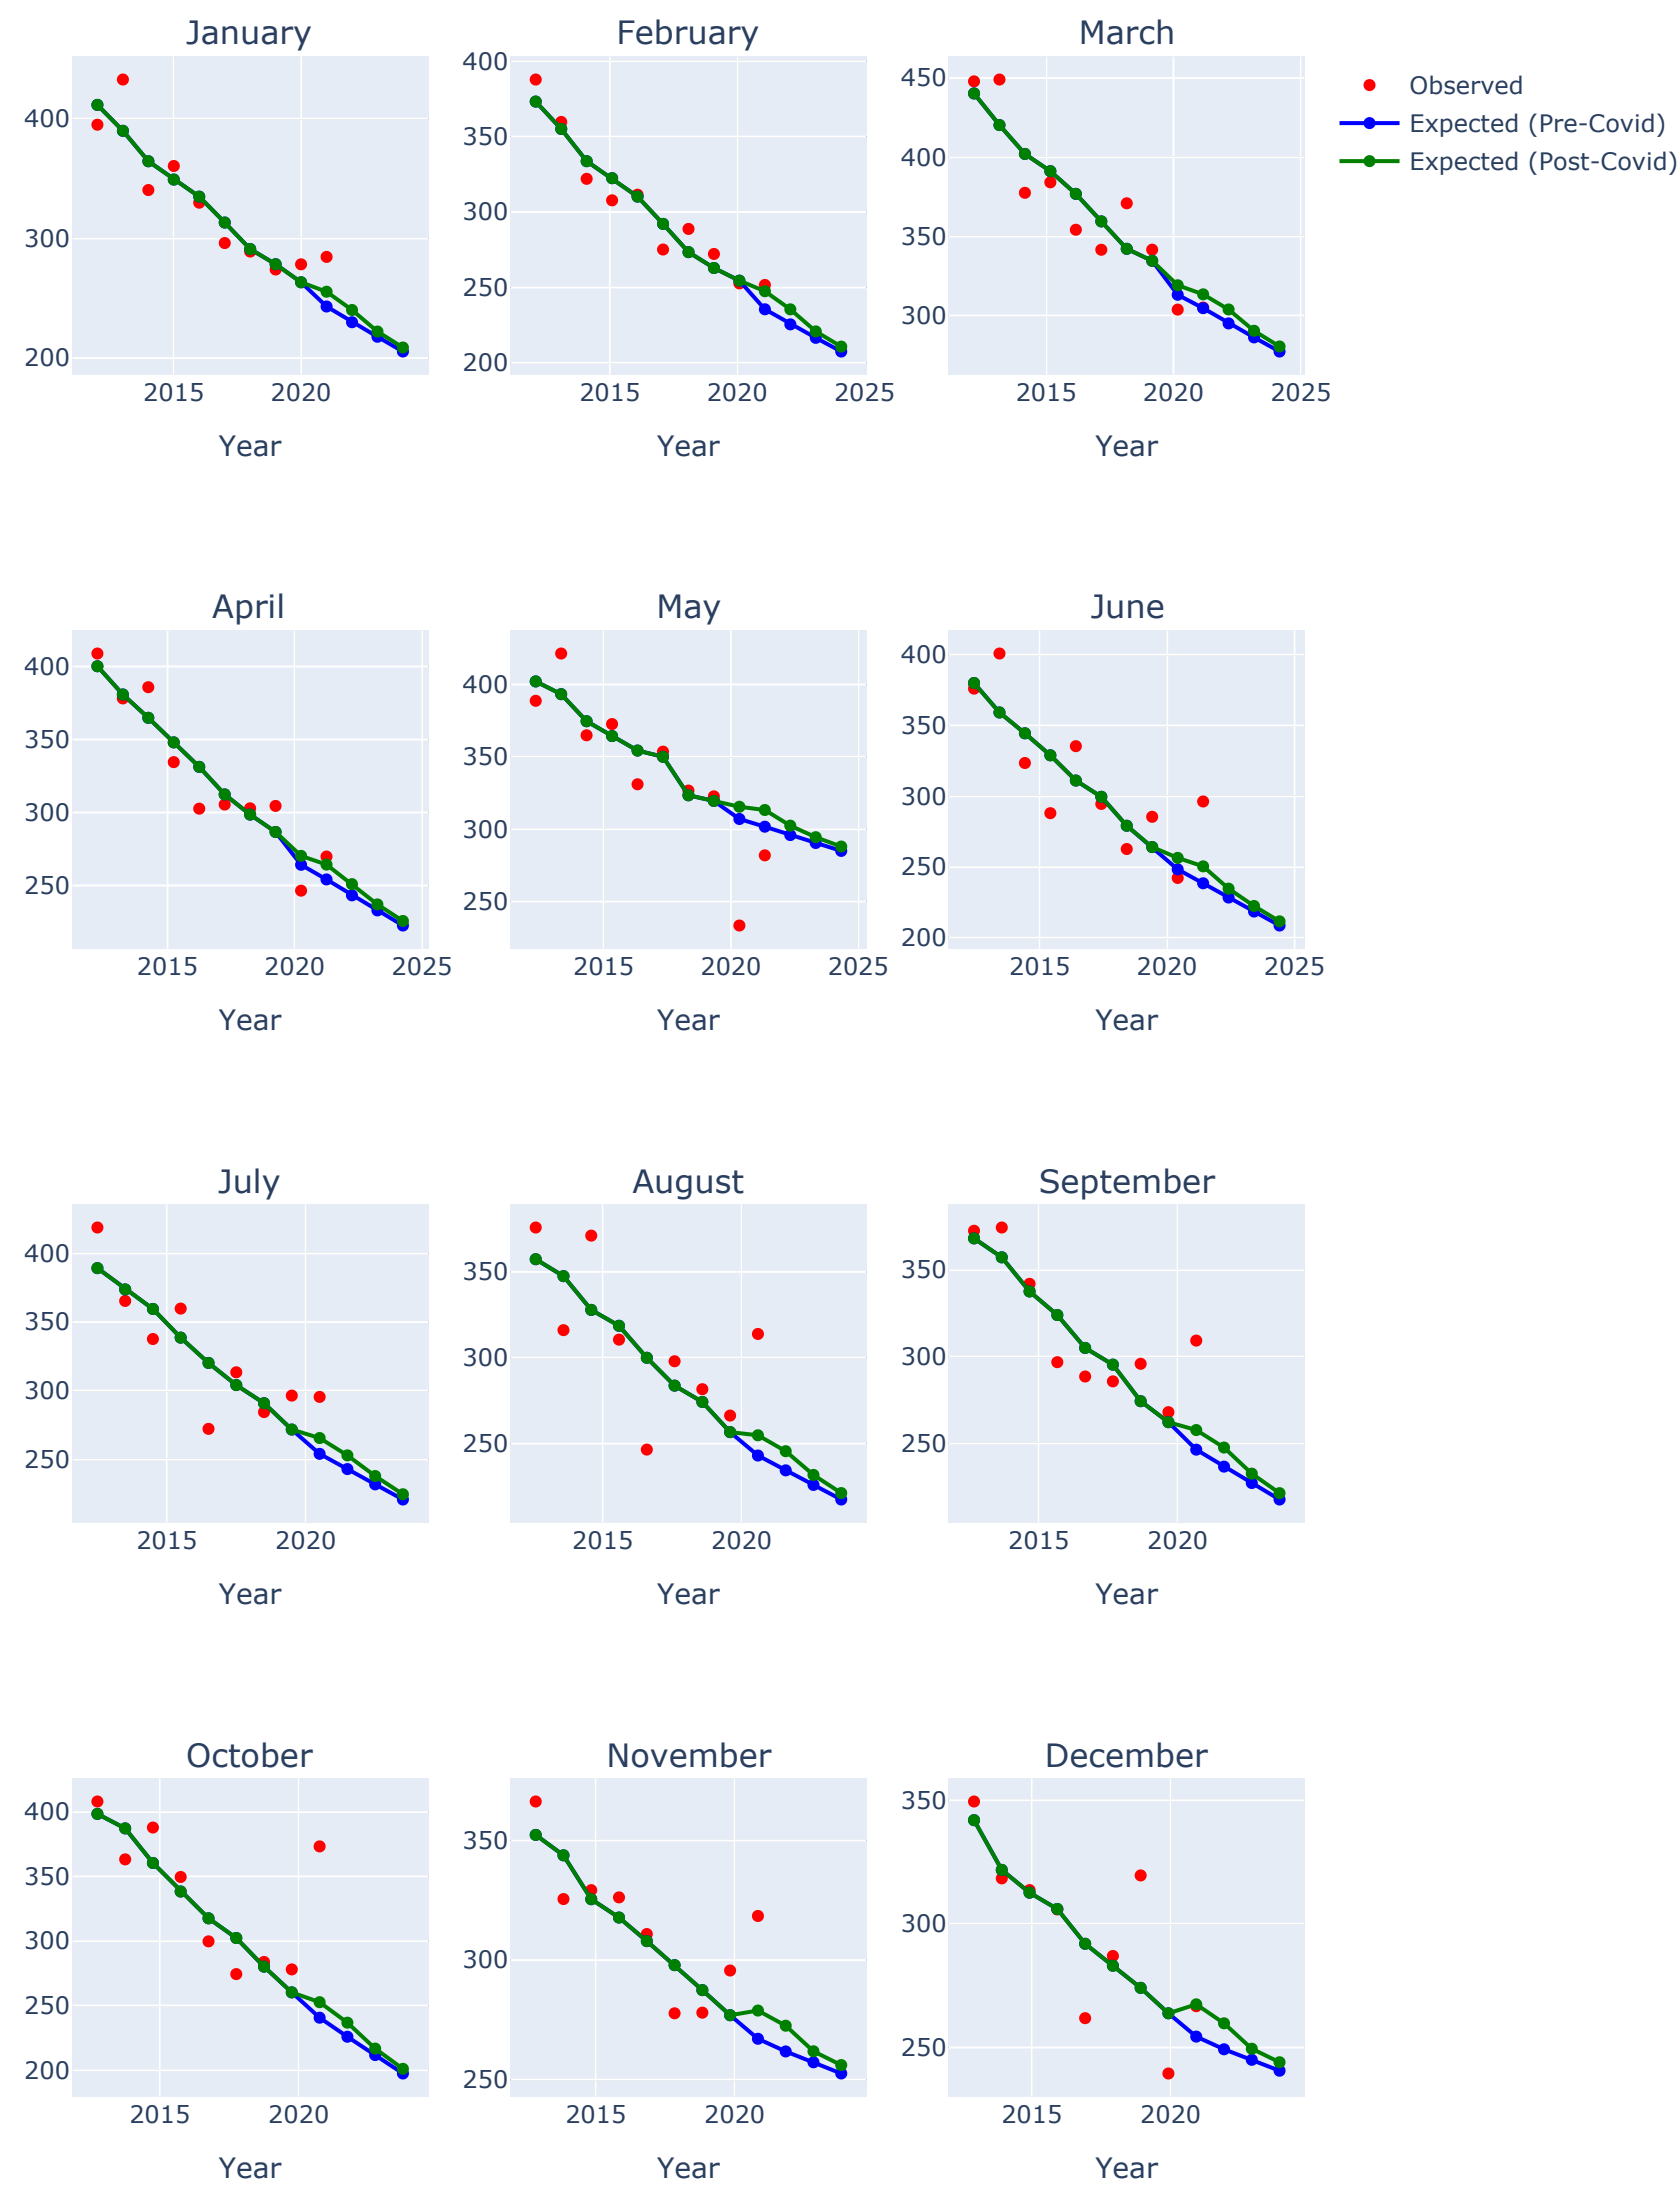 January
February
March
Observed
Expected (Pre-Covid)
Expected (Post-Covid)
400
300
200
2015 2020
Year
400
350
300
250
200
2015 2020 2025
Year
450
400
350
300
2015 2020 2025
Year
April
May
June
400
350
300
250
2015 2020 2025
Year
400
350
300
250
2015 2020 2025
Year
400
350
300
250
200
2015 2020 2025
Year
July
August
September
400
350
300
250
2015 2020
Year
350
300
250
2015 2020
Year
350
300
250
2015 2020
Year
October
November
December
400
350
300
250
200
2015 2020
Year
350
300
250
2015 2020
Year
350
300
250
2015 2020
Year